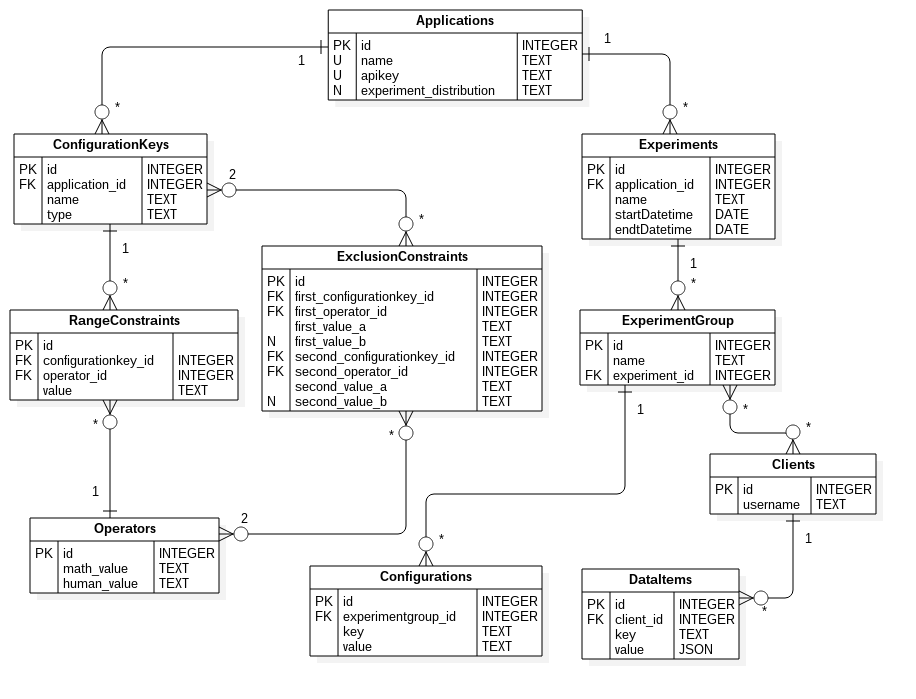 Applications
PK id INTEGER
U name TEXT
U apikey TEXT
N experiment_distribution TEXT
1
1
*
*
ConfigurationKeys
PK id INTEGER
FK application_id INTEGER
name TEXT
type TEXT
Experiments
PK id INTEGER
FK application_id INTEGER
name TEXT
startDatetime DATE
endtDatetime DATE
2
*
1
*
1
*
ExclusionConstraints
PK id INTEGER
FK first_configurationkey_id INTEGER
FK first_operator_id INTEGER
first_value_a TEXT
N first_value_b TEXT
FK second_configurationkey_id INTEGER
FK second_operator_id INTEGER
second_value_a TEXT
N second_value_b TEXT
RangeConstraints
PK id
FK configurationkey_id INTEGER
FK operator_id INTEGER
value TEXT
ExperimentGroup
PK id INTEGER
name TEXT
FK experiment_id INTEGER
*
1
*
2
1
*
*
*
Clients
PK id INTEGER
username TEXT
Operators
PK id INTEGER
math_value TEXT
human_value TEXT
1
*
Configurations
PK id INTEGER
FK experimentgroup_id INTEGER
key TEXT
value TEXT
DataItems
PK id INTEGER
FK client_id INTEGER
key TEXT
value JSON